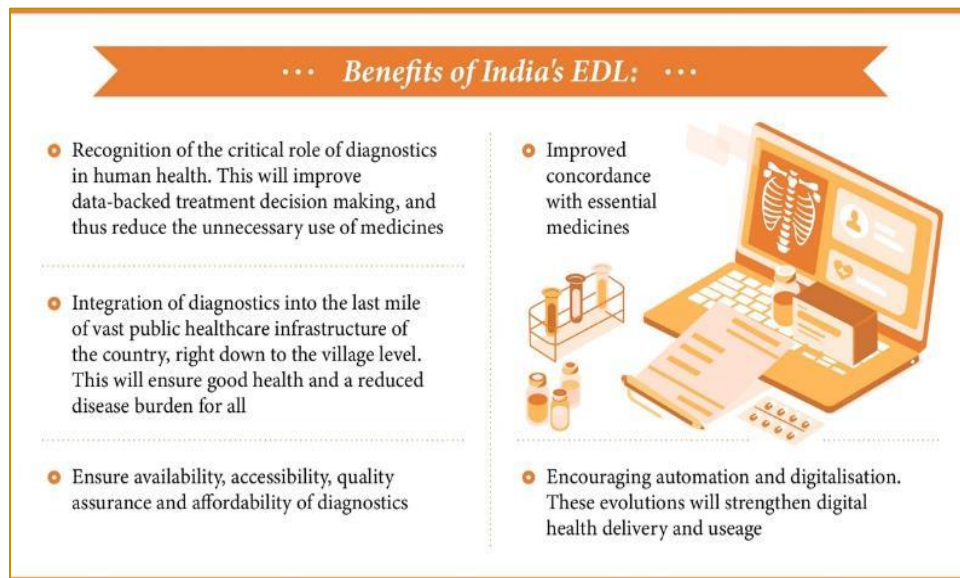 Benefits of India's EDL:
Recognition of the critical role of diagnostics
in human health. This will improve
data-backed treatment decision making, and
thus reduce the unnecessary use of medicines
Integration of diagnostics into the last mile
of vast public healthcare infrastructure of
the country, right down to the village level.
This will ensure good health and a reduced
disease burden for all
Ensure availability, accessibility, quality
assurance and affordability of diagnostics
Improved
concordance
with essential
medicines
Encouraging automation and digitalisation.
These evolutions will strengthen digital
health delivery and useage